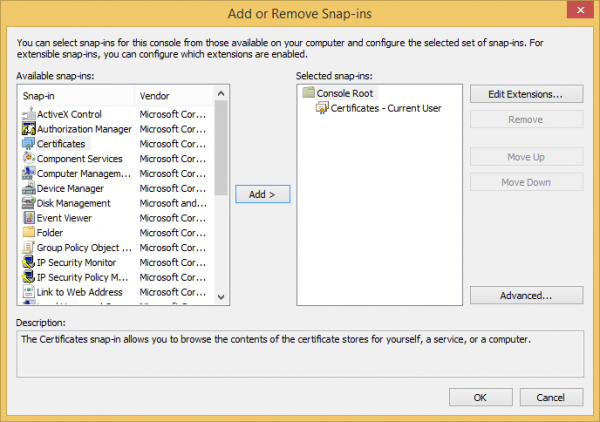 Add or Remove Snap-ins
You can select snap-ins for this console from those available on your computer and configure the selected set of snap-ins. For
extensible snap-ins, you can configure which extensions are enabled.
Available snap-ins:
Snap-in Vendor
ActiveX Control Microsoft Cor...
Authorization Manager Microsoft Cor...
Certificates Microsoft Cor...
Component Services Microsoft Cor...
Computer Managem... Microsoft Cor...
Device Manager Microsoft Cor...
Disk Management Microsoft and...
Event Viewer Microsoft Cor...
Folder Microsoft Cor...
Group Policy Object ... Microsoft Cor...
IP Security Monitor Microsoft Cor...
IP Security Policy M... Microsoft Cor...
Link to Web Address Microsoft Cor...
Add >
Selected snap-ins:
Console Root
Certificates - Current User
Edit Extensions...
Remove
Move Up
Move Down
Advanced...
Description:
The Certificates snap-in allows you to browse the contents of the certificate stores for yourself, a service, or a computer.
OK
Cancel